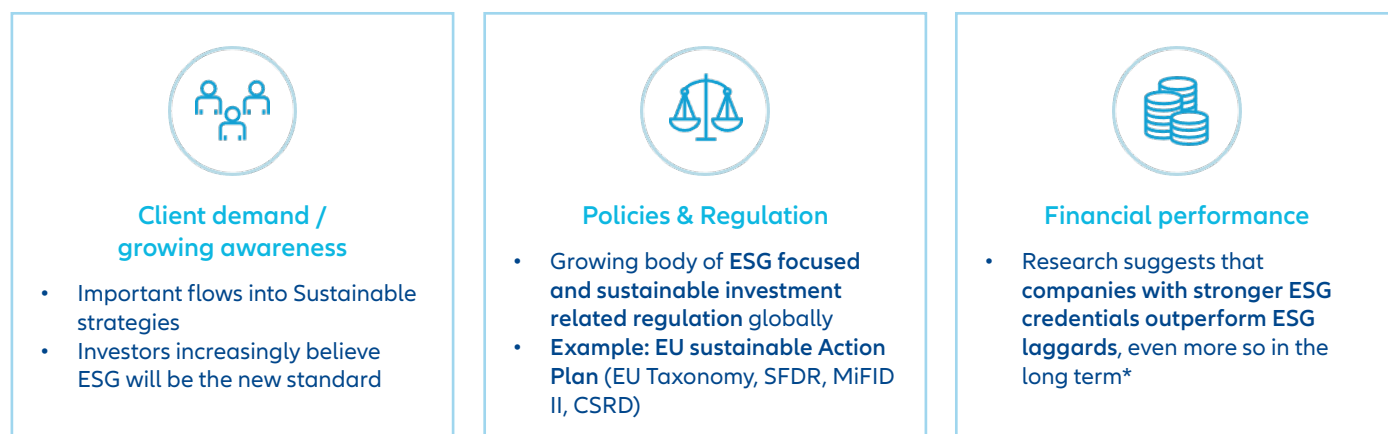 Client demand /
growing awareness
• Important flows into Sustainable
strategies
• Investors increasingly believe
ESG will be the new standard
Policies & Regulation
• Growing body of ESG focused
and sustainable investment
related regulation globally
• Example: EU sustainable Action
Plan (EU Taxonomy, SFDR, MiFID
II, CSRD)
Financial performance
• Research suggests that
companies with stronger ESG
credentials outperform ESG
laggards, even more so in the
long term*